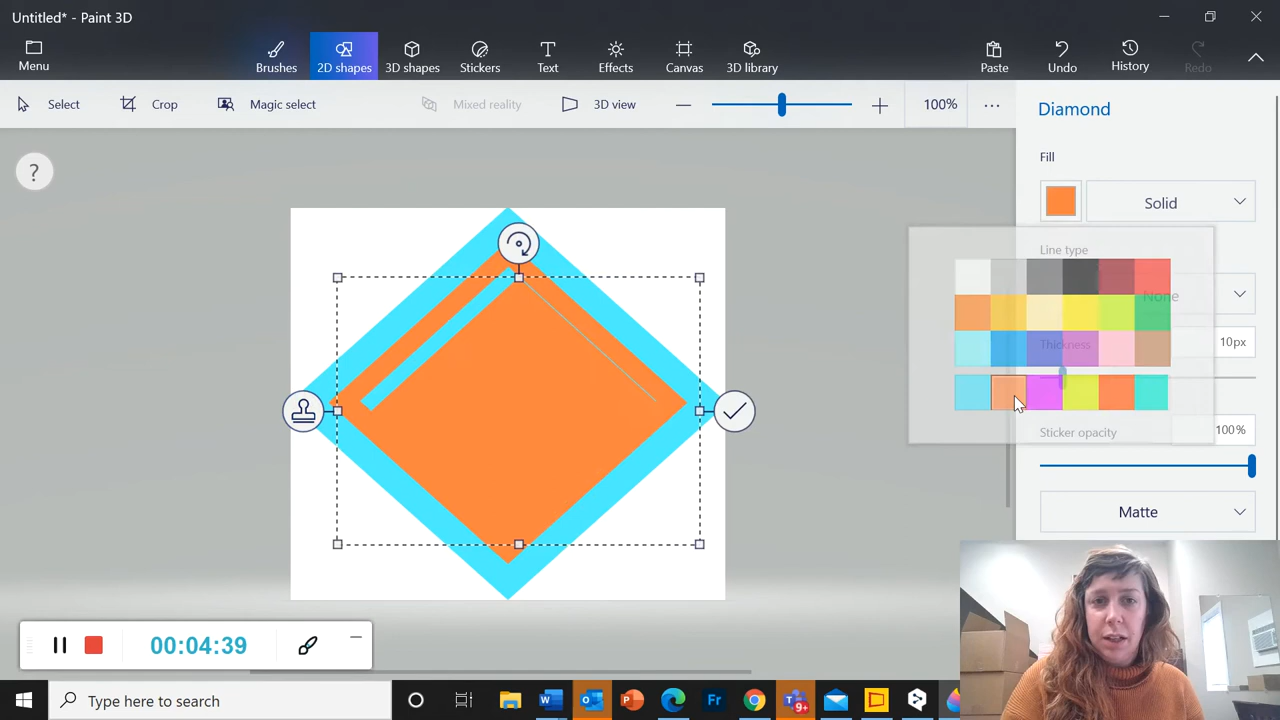 Untitled* - Paint 3D
Menu
Brushes
2D shapes
3D shapes
Stickers
Text
Effects
Canvas
3D library
Paste
Undo
History
Redo
Select
Crop
Magic select
Mixed reality
3D view
100%
?
Diamond
Fill
Solid
Line type
None
Thickness
10px
Sticker opacity
100%
Matte
00:04:39
Type here to search
W
P
Fr
T
9+